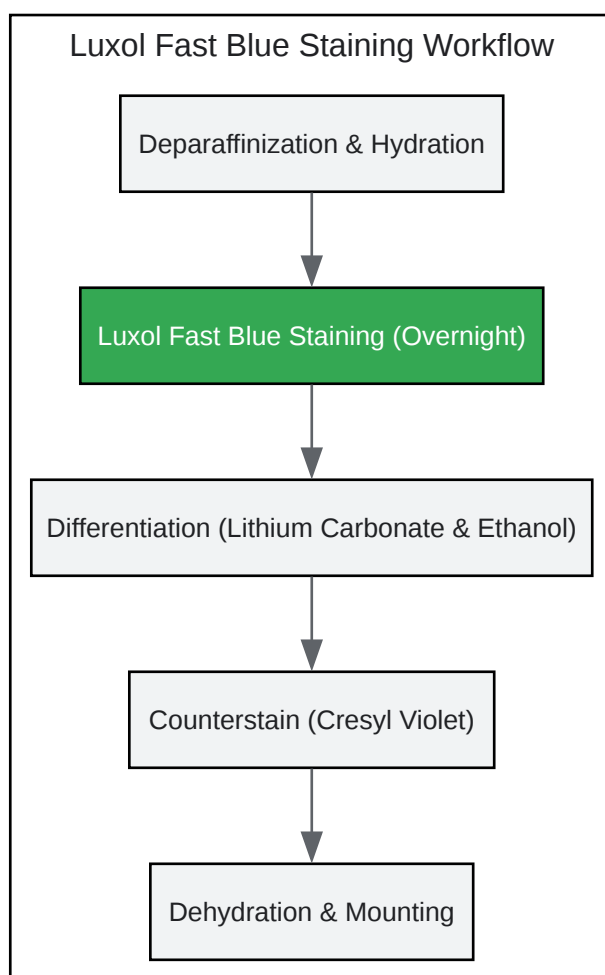 Luxol Fast Blue Staining Workflow
Deparaffinization & Hydration
Luxol Fast Blue Staining (Overnight)
Differentiation (Lithium Carbonate & Ethanol)
Counterstain (Cresyl Violet)
Dehydration & Mounting